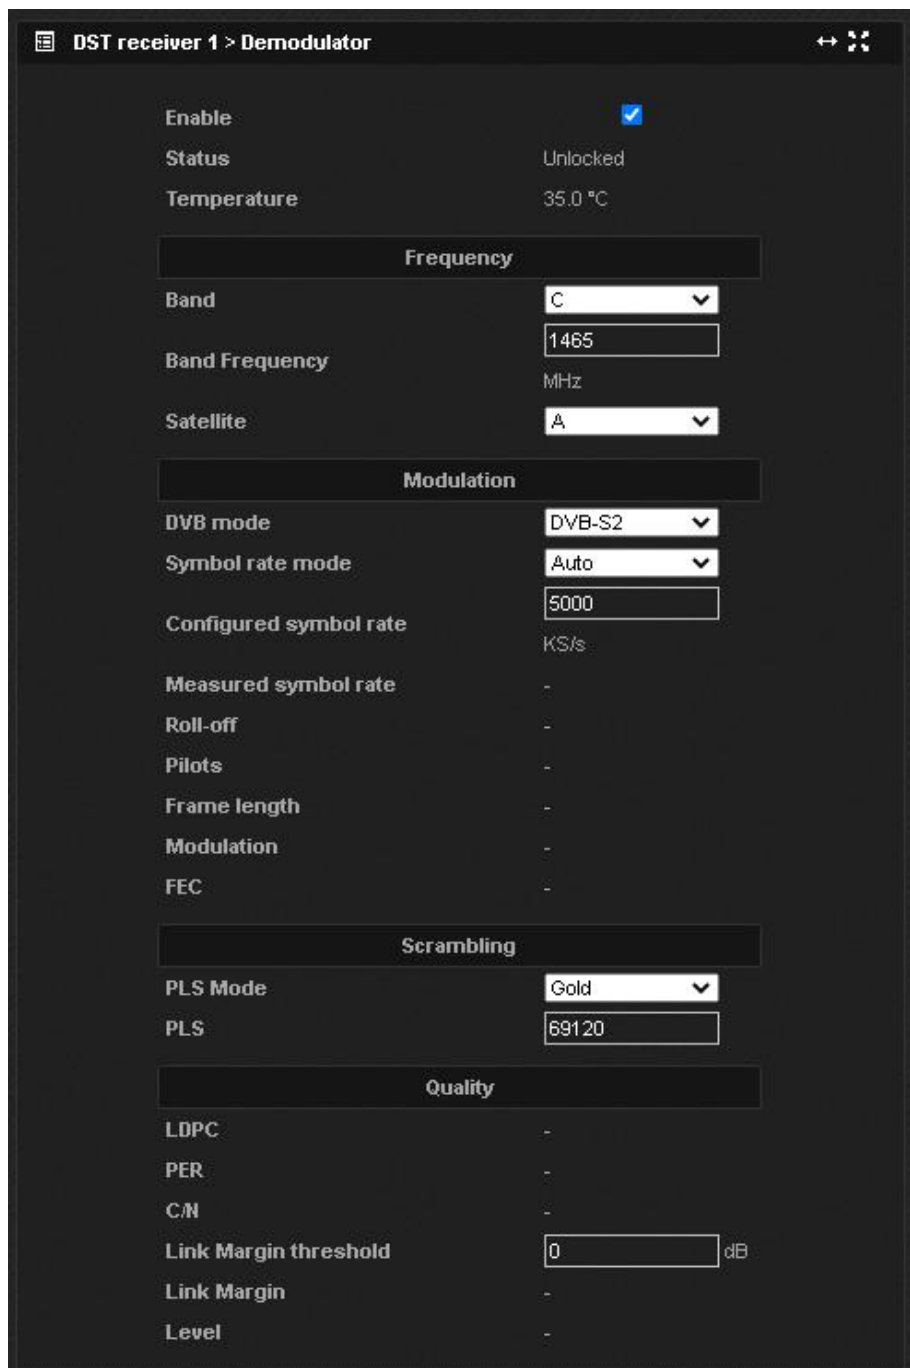 DST receiver 1 > Demodulator
Enable
Status Unlocked
Temperature 35.0 °C
Frequency
Band C
Band Frequency 1465
MHz
Satellite A
Modulation
DVB mode DVB-S2
Symbol rate mode Auto
Configured symbol rate 5000
KS/s
Measured symbol rate -
Roll-off -
Pilots -
Frame length -
Modulation -
FEC -
Scrambling
PLS Mode Gold
PLS 69120
Quality
LDPC -
PER -
C/N -
Link Margin threshold 0 dB
Link Margin -
Level -